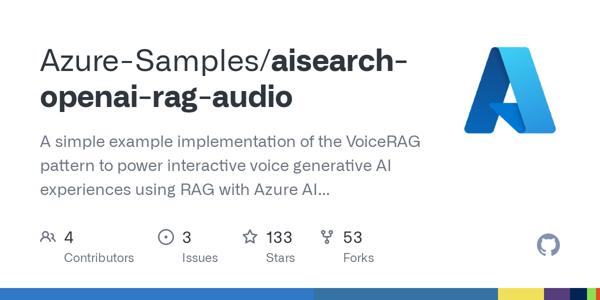 Azure-Samples/aisearch-
openai-rag-audio
A simple example implementation of the VoiceRAG
pattern to power interactive voice generative AI
experiences using RAG with Azure AI...
4
Contributors
3
Issues
133
Stars
53
Forks